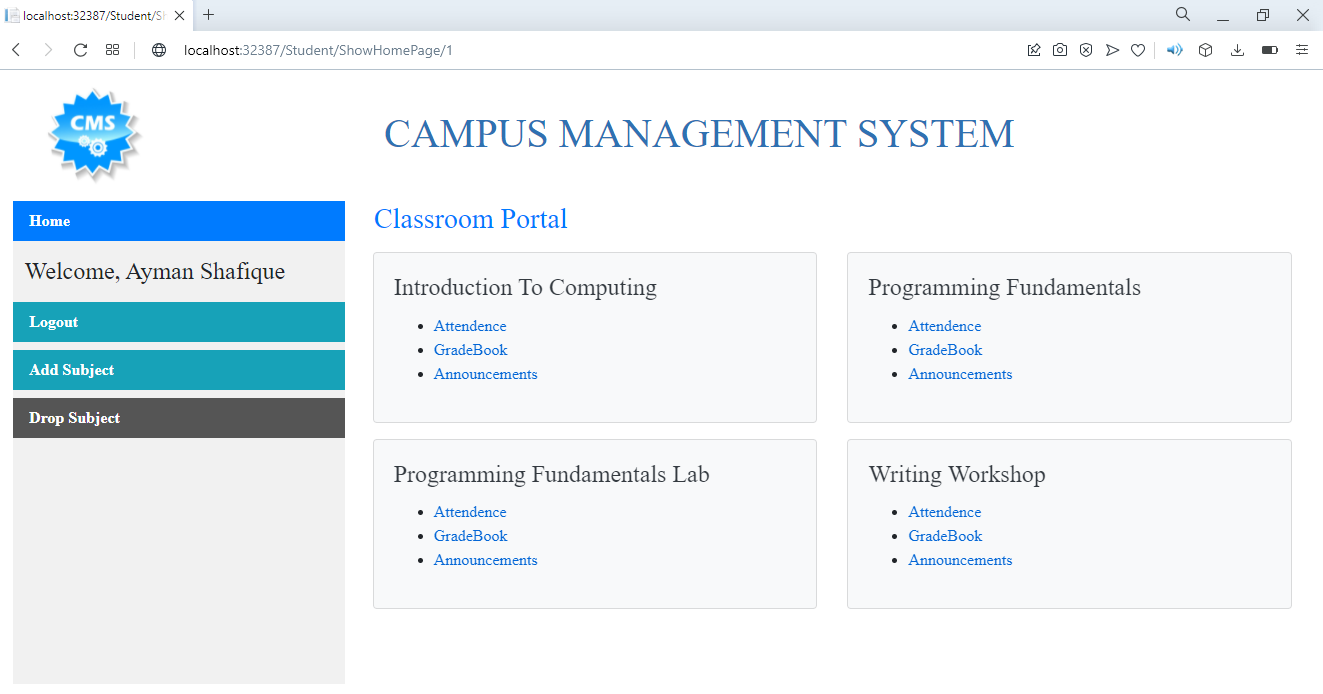 localhost:32387/Student/Sh
localhost:32387/Student/ShowHomePage/1
CMS
CAMPUS MANAGEMENT SYSTEM
Home
Welcome, Ayman Shafique
Logout
Add Subject
Drop Subject
Classroom Portal
Introduction To Computing
Attendence
GradeBook
Announcements
Programming Fundamentals
Attendence
GradeBook
Announcements
Programming Fundamentals Lab
Attendence
GradeBook
Announcements
Writing Workshop
Attendence
GradeBook
Announcements